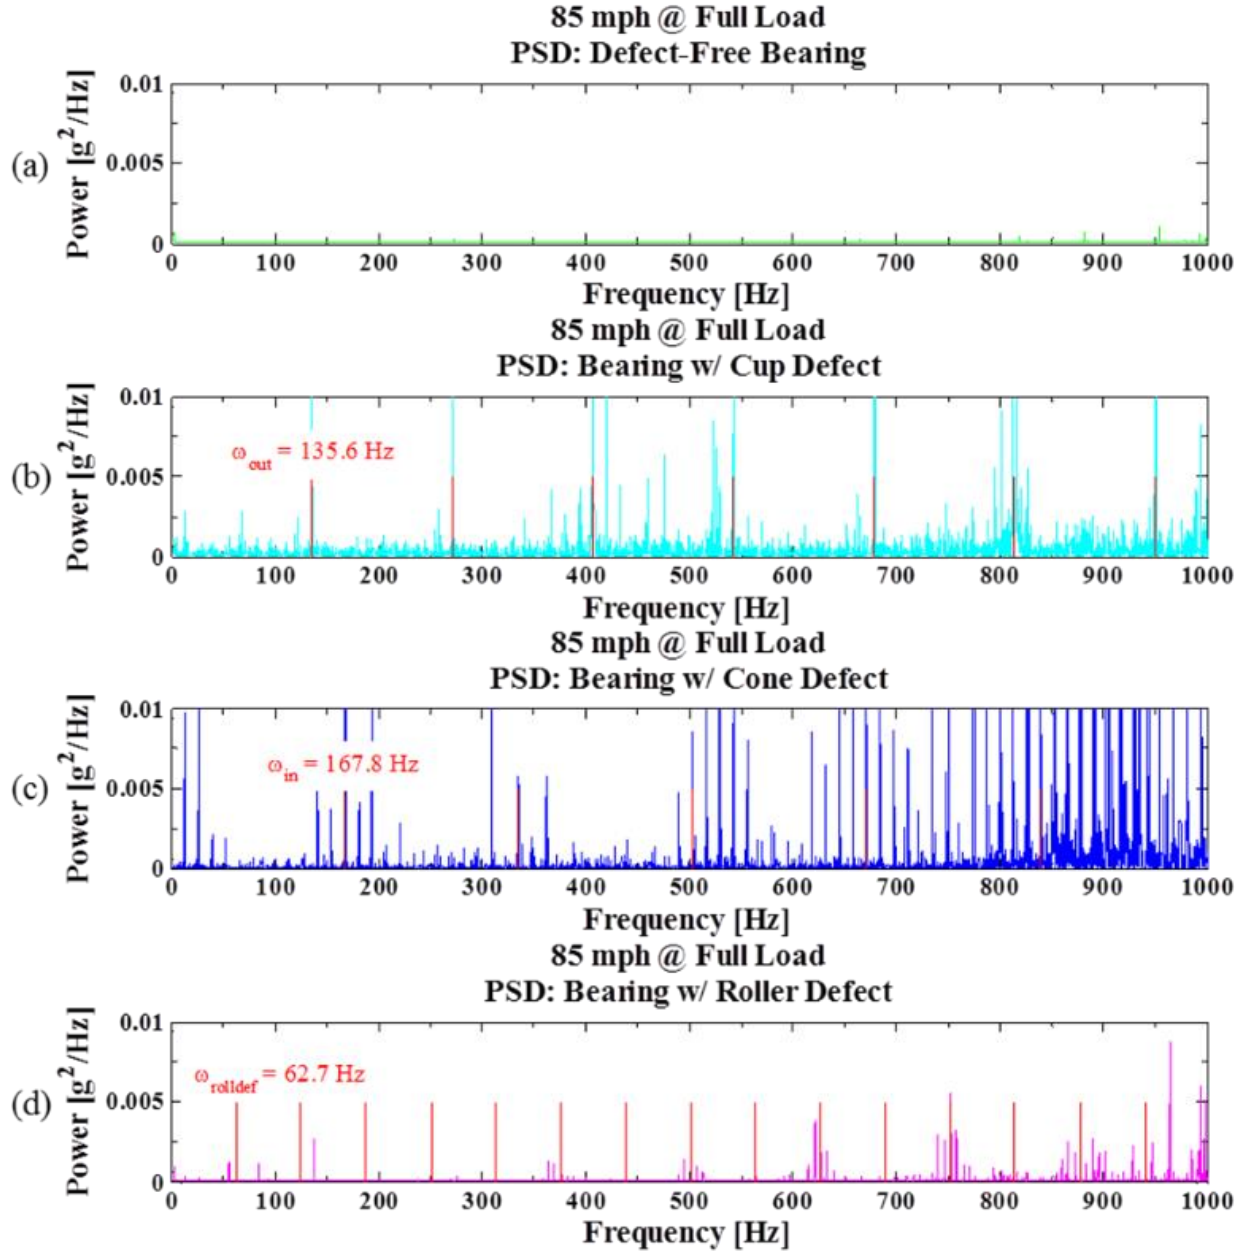 85 mph @ Full Load
PSD: Defect-Free Bearing
(a)
Power [g²/Hz]
0.01
0.005
0
0 100 200 300 400 500 600 700 800 900 1000
Frequency [Hz]
85 mph @ Full Load
PSD: Bearing w/ Cup Defect
(b)
Power [g²/Hz]
0.01
0.005
0
ω_out = 135.6 Hz
0 100 200 300 400 500 600 700 800 900 1000
Frequency [Hz]
85 mph @ Full Load
PSD: Bearing w/ Cone Defect
(c)
Power [g²/Hz]
0.01
0.005
0
ω_in = 167.8 Hz
0 100 200 300 400 500 600 700 800 900 1000
Frequency [Hz]
85 mph @ Full Load
PSD: Bearing w/ Roller Defect
(d)
Power [g²/Hz]
0.01
0.005
0
ω_rolldef = 62.7 Hz
0 100 200 300 400 500 600 700 800 900 1000
Frequency [Hz]